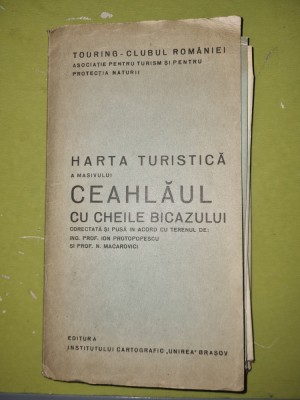 TOURING - CLUBUL ROMÂNIEI
ASOCIAȚIE PENTRU TURISM ȘI PENTRU
PROTECȚIA NATURII
HARTA TURISTICĂ
A MASIVULUI
CEAHLĂUL
CU CHEILE BICAZULUI
CORECTATĂ ȘI PUSĂ IN ACORD CU TERENUL DE:
ING. PROF. ION PROTOPOPESCU
ȘI PROF. N. MACAROVICI
EDITURA
INSTITUTULUI CARTOGRAFIC „UNIREA" BRAȘOV